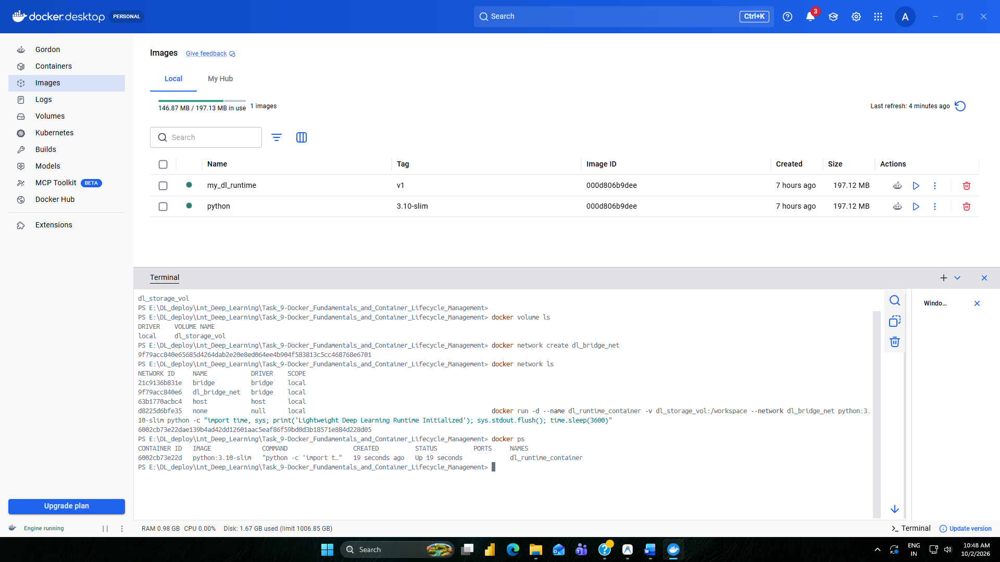 docker.desktop PERSONAL
Search Ctrl+K
3
A
Gordon
Containers
Images
Logs
Volumes
Kubernetes
Builds
Models
MCP Toolkit BETA
Docker Hub
Extensions
Upgrade plan
Images Give feedback
Local My Hub
146.87 MB / 197.13 MB in use 1 images
Last refresh: 4 minutes ago
Search
Name Tag Image ID Created Size Actions
my_dl_runtime v1 000d806b9dee 7 hours ago 197.12 MB
python 3.10-slim 000d806b9dee 7 hours ago 197.12 MB
Terminal
dl_storage_vol
PS E:\DL_deploy\Lnt_Deep_Learning\Task_9-Docker_Fundamentals_and_Container_Lifecycle_Management>
PS E:\DL_deploy\Lnt_Deep_Learning\Task_9-Docker_Fundamentals_and_Container_Lifecycle_Management> docker volume ls
DRIVER VOLUME NAME
local dl_storage_vol
PS E:\DL_deploy\Lnt_Deep_Learning\Task_9-Docker_Fundamentals_and_Container_Lifecycle_Management> docker network create dl_bridge_net
9f79acc840e65685d4264dab2e20e8ed064ee4b904f583813c5cc468768e6701
PS E:\DL_deploy\Lnt_Deep_Learning\Task_9-Docker_Fundamentals_and_Container_Lifecycle_Management> docker network ls
NETWORK ID NAME DRIVER SCOPE
21c9136b831e bridge bridge local
9f79acc840e6 dl_bridge_net bridge local
63b1770acbc4 host host local
d8225d6bfe35 none null local docker run -d --name dl_runtime_container -v dl_storage_vol:/workspace --network dl_bridge_net python:3.
10-slim python -c "import time, sys; print('Lightweight Deep Learning Runtime Initialized'); sys.stdout.flush(); time.sleep(3600)"
6002cb73e22dae139b4ad42dd12601aac5eaf86f59bd0d3b18571e884d228d05
PS E:\DL_deploy\Lnt_Deep_Learning\Task_9-Docker_Fundamentals_and_Container_Lifecycle_Management> docker ps
CONTAINER ID IMAGE COMMAND CREATED STATUS PORTS NAMES
6002cb73e22d python:3.10-slim "python -c 'import t…" 19 seconds ago Up 19 seconds dl_runtime_container
PS E:\DL_deploy\Lnt_Deep_Learning\Task_9-Docker_Fundamentals_and_Container_Lifecycle_Management>
Windo...
Engine running
RAM 0.98 GB CPU 0.00% Disk: 1.67 GB used (limit 1006.85 GB)
Terminal Update version
Search
ENG
IN
10:48 AM
10/2/2026